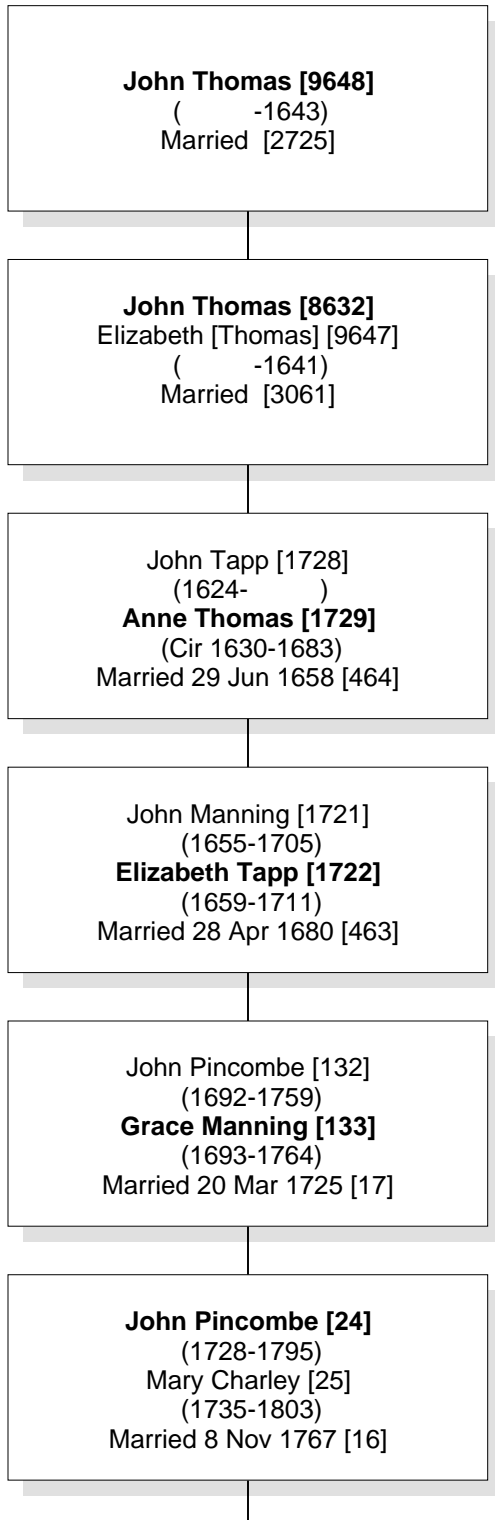 John Thomas [9648]
( -1643)
Married [2725]
John Thomas [8632]
Elizabeth [Thomas] [9647]
( -1641)
Married [3061]
John Tapp [1728]
(1624- )
Anne Thomas [1729]
(Cir 1630-1683)
Married 29 Jun 1658 [464]
John Manning [1721]
(1655-1705)
Elizabeth Tapp [1722]
(1659-1711)
Married 28 Apr 1680 [463]
John Pincombe [132]
(1692-1759)
Grace Manning [133]
(1693-1764)
Married 20 Mar 1725 [17]
John Pincombe [24]
(1728-1795)
Mary Charley [25]
(1735-1803)
Married 8 Nov 1767 [16]